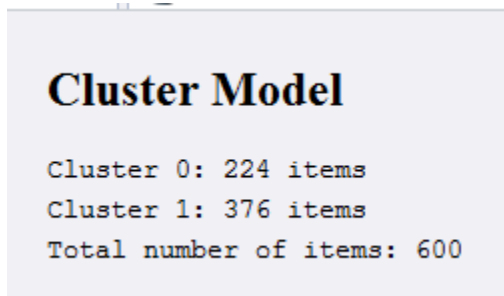 Cluster Model
Cluster 0: 224 items
Cluster 1: 376 items
Total number of items: 600